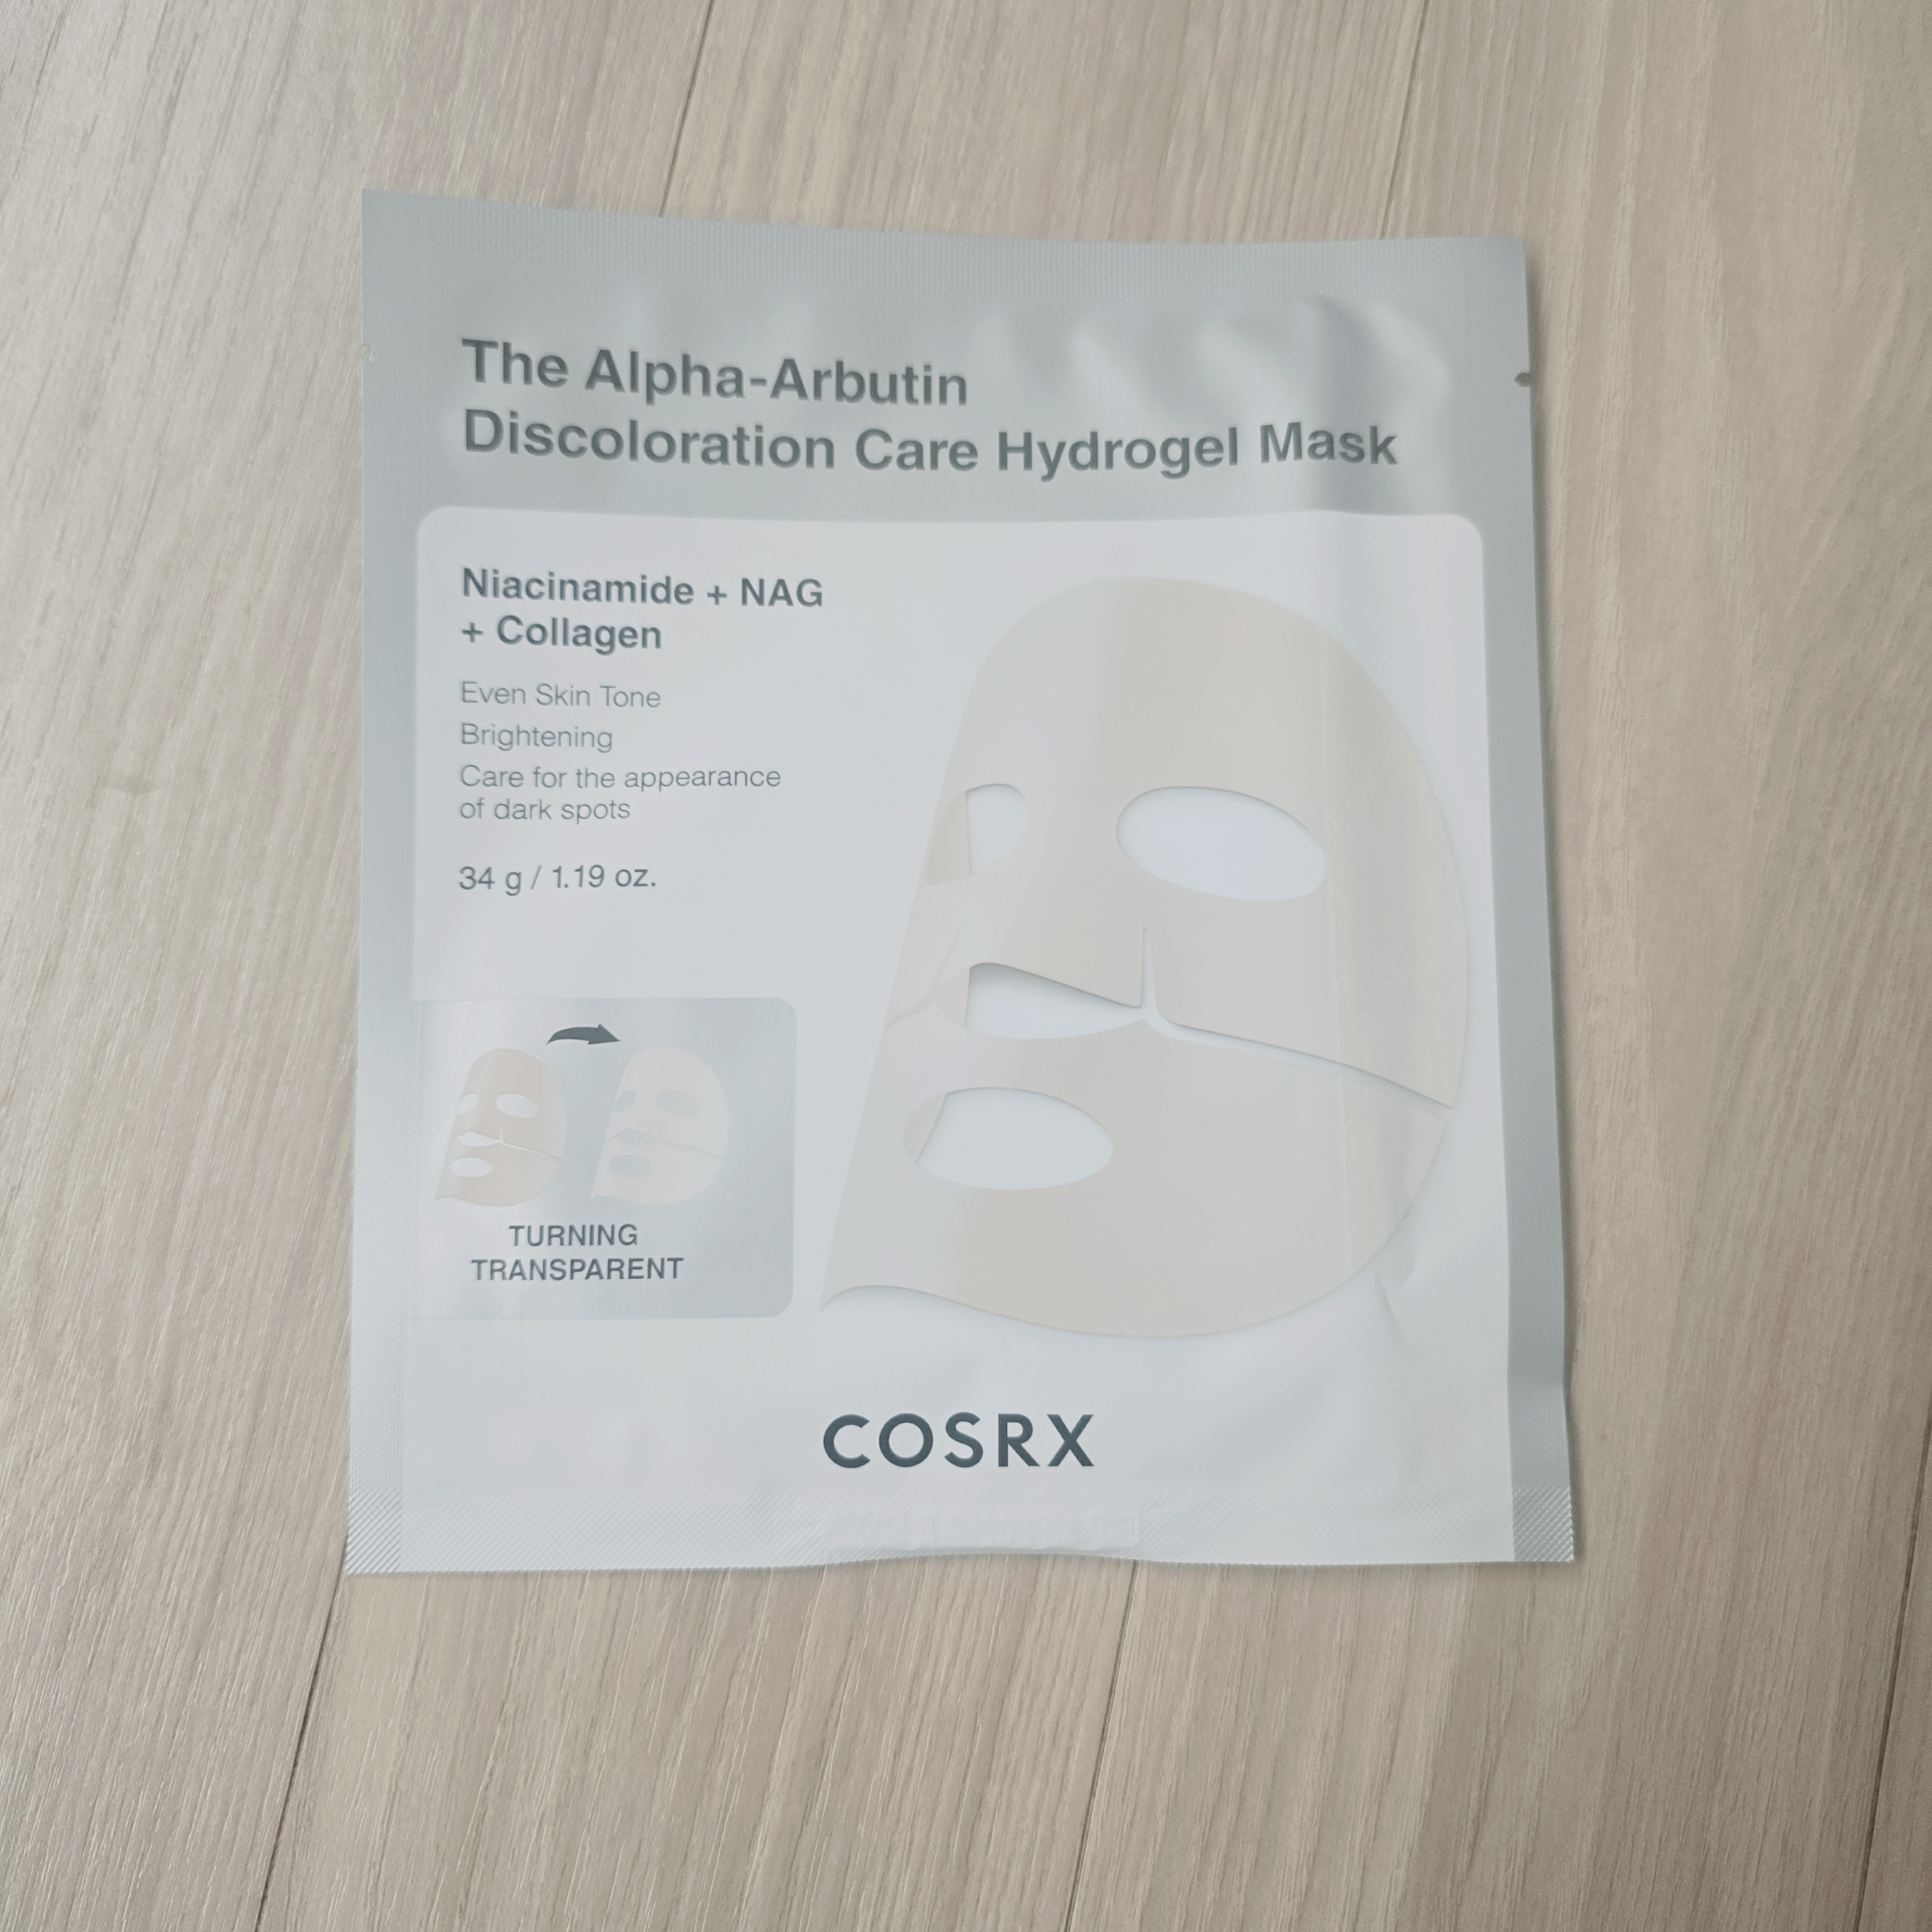 The Alpha-Arbutin
Discoloration Care Hydrogel Mask
Niacinamide + NAG
+ Collagen
Even Skin Tone
Brightening
Care for the appearance
of dark spots
34 g / 1.19 oz.
TURNING
TRANSPARENT
COSRX